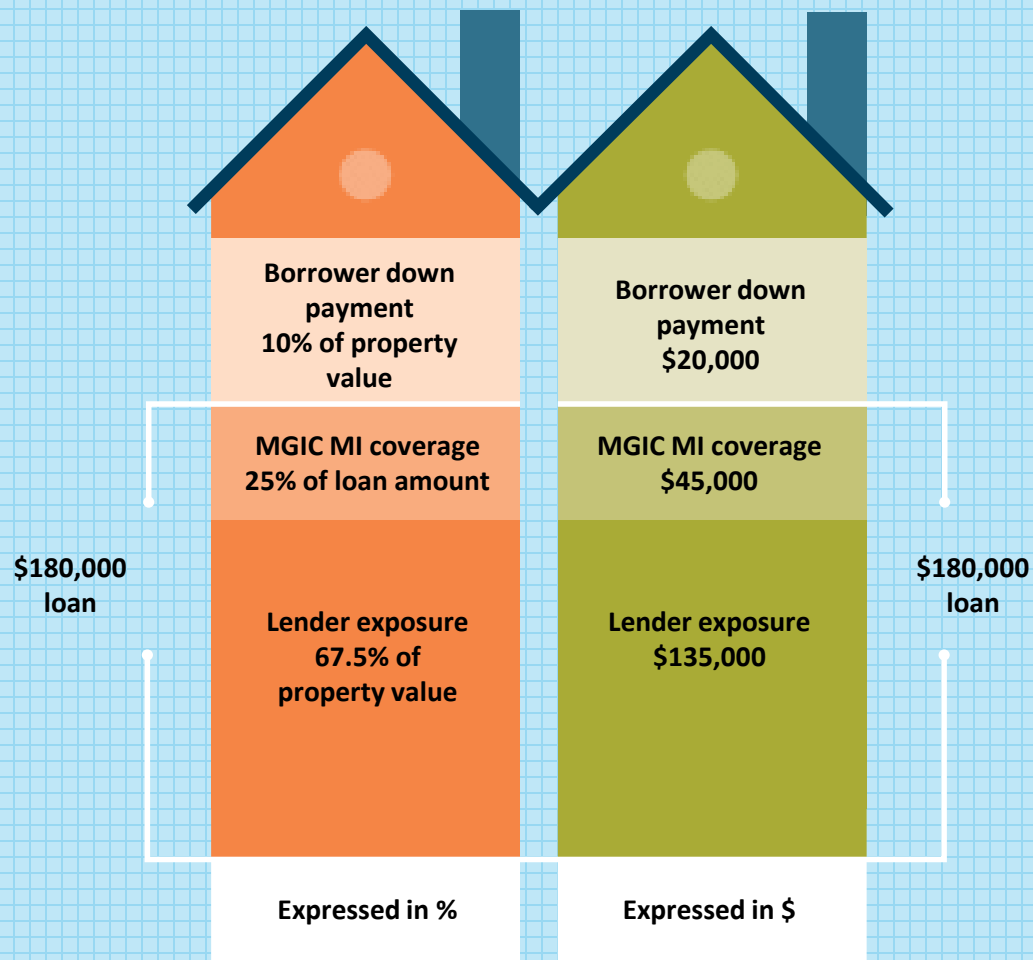 Borrower down
payment
10% of property
value
Borrower down
payment
$20,000
MGIC MI coverage
25% of loan amount
MGIC MI coverage
$45,000
$180,000
loan
Lender exposure
67.5% of
property value
Lender exposure
$135,000
$180,000
loan
Expressed in %
Expressed in $